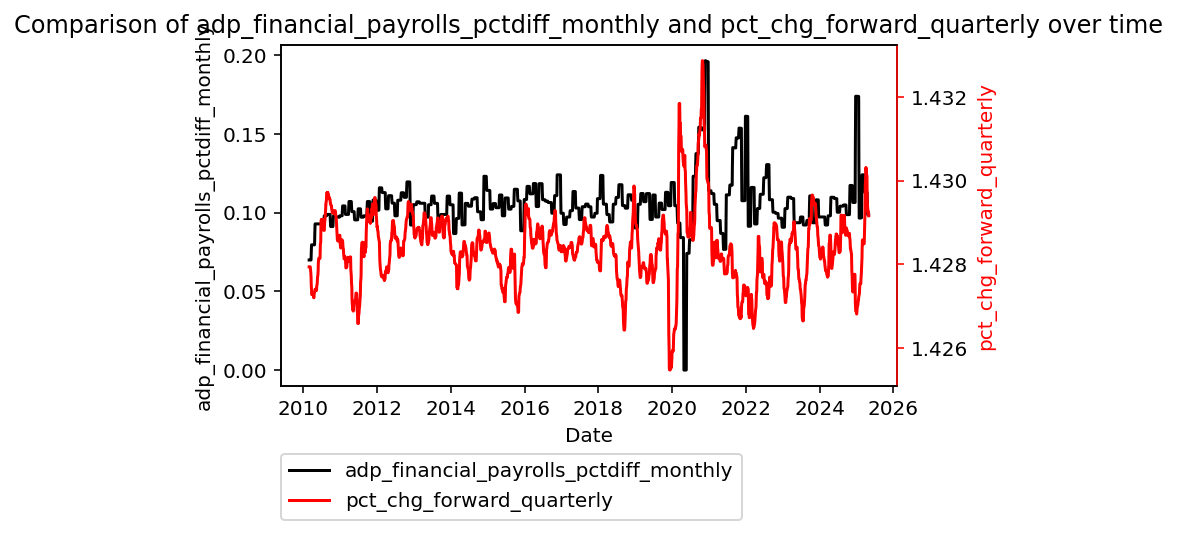 Comparison of adp_financial_payrolls_pctdiff_monthly and pct_chg_forward_quarterly over time
adp_financial_payrolls_pctdiff_monthly
0.20
0.15
0.10
0.05
0.00
1.432
1.430
1.428
1.426
pct_chg_forward_quarterly
2010 2012 2014 2016 2018 2020 2022 2024 2026
Date
adp_financial_payrolls_pctdiff_monthly
pct_chg_forward_quarterly